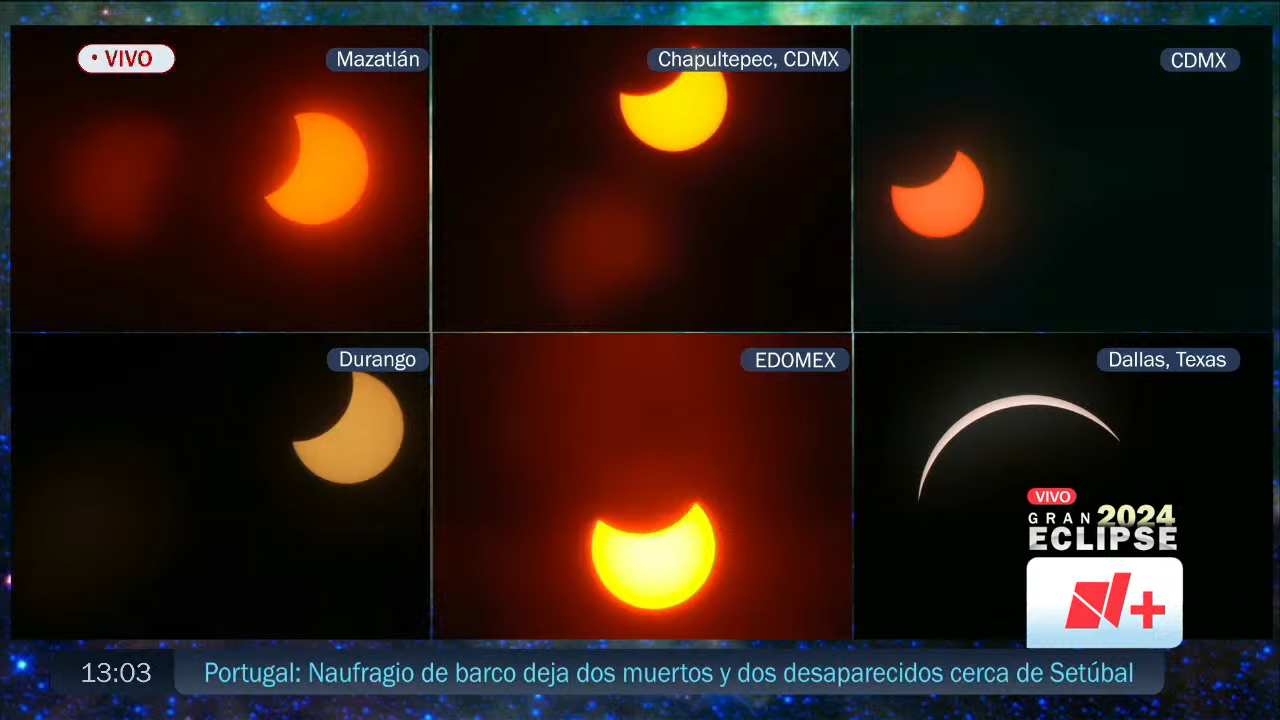 • VIVO
Mazatlán
Chapultepec, CDMX
CDMX
Durango
EDOMEX
Dallas, Texas
VIVO
GRAN 2024
ECLIPSE
N+
13:03
Portugal: Naufragio de barco deja dos muertos y dos desaparecidos cerca de Setúbal